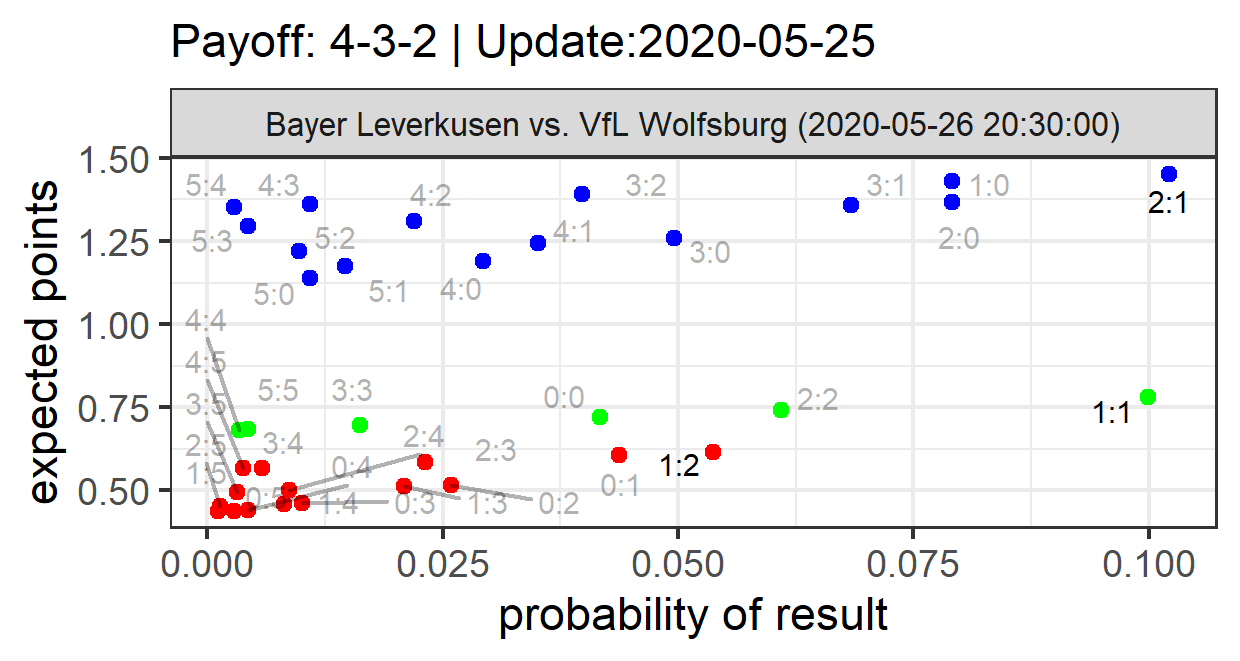 Payoff: 4-3-2 | Update:2020-05-25
Bayer Leverkusen vs. VfL Wolfsburg (2020-05-26 20:30:00)
expected points
1.50
1.25
1.00
0.75
0.50
5:4 4:3 4:2 3:2 3:1 1:0 2:1
5:3 5:2 4:1 3:0 2:0
5:0 5:1 4:0
4:4
4:5
5:5 3:3 0:0 2:2 1:1
3:5
2:5 3:4 2:4 2:3
1:5 0:4 1:2 0:1
0:5 1:4 0:3 1:3 0:2
0.000 0.025 0.050 0.075 0.100
probability of result